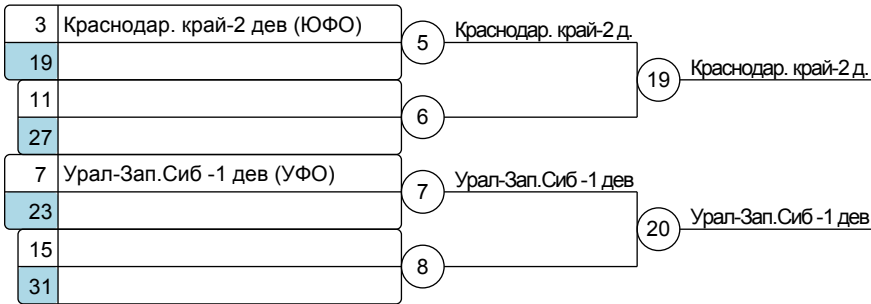 3 Краснодар. край-2 дев (ЮФО)
19
11
27
7 Урал-Зап.Сиб -1 дев (УФО)
23
15
31
5 Краснодар. край-2 д.
6
7 Урал-Зап.Сиб -1 дев
8
19 Краснодар. край-2 д.
20 Урал-Зап.Сиб -1 дев